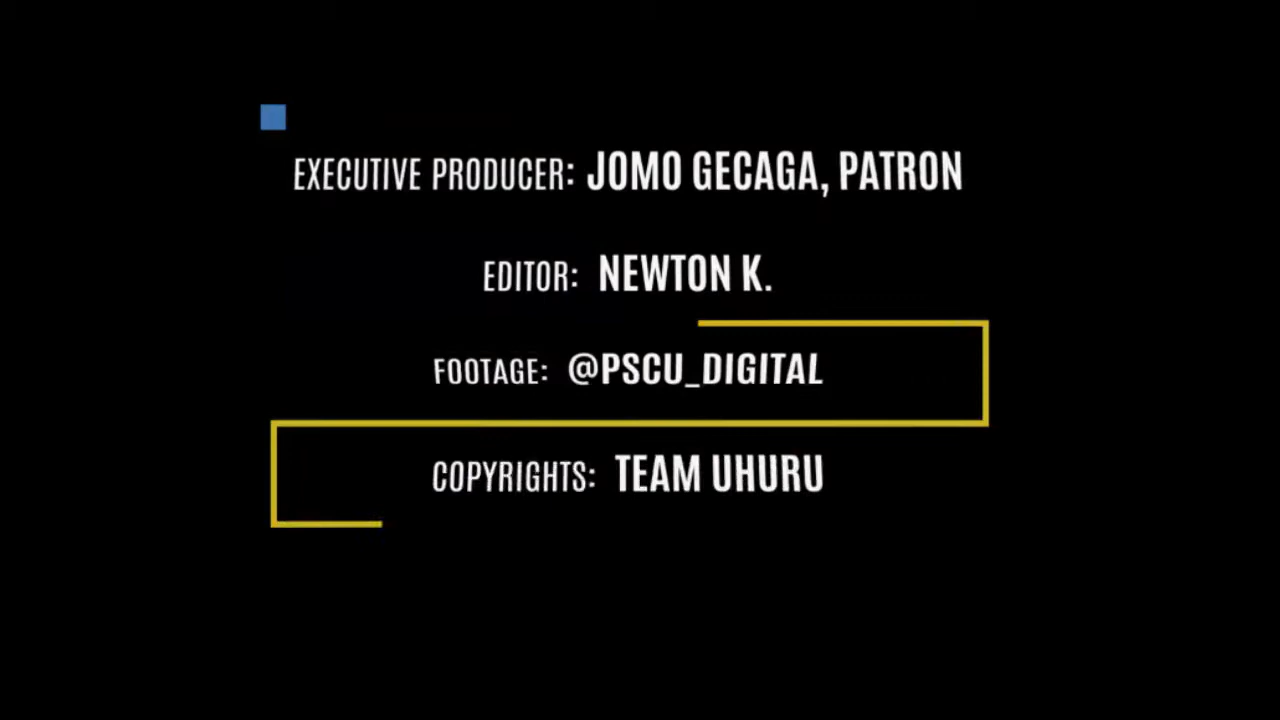 EXECUTIVE PRODUCER: JOMO GECAGA, PATRON
EDITOR: NEWTON K.
FOOTAGE: @PSCU_DIGITAL
COPYRIGHTS: TEAM UHURU